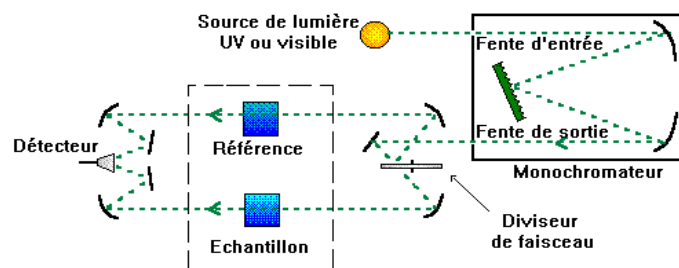 Source de lumière
UV ou visible
Fente d'entrée
Fente de sortie
Monochromateur
Détecteur
Référence
Echantillon
Diviseur
de faisceau